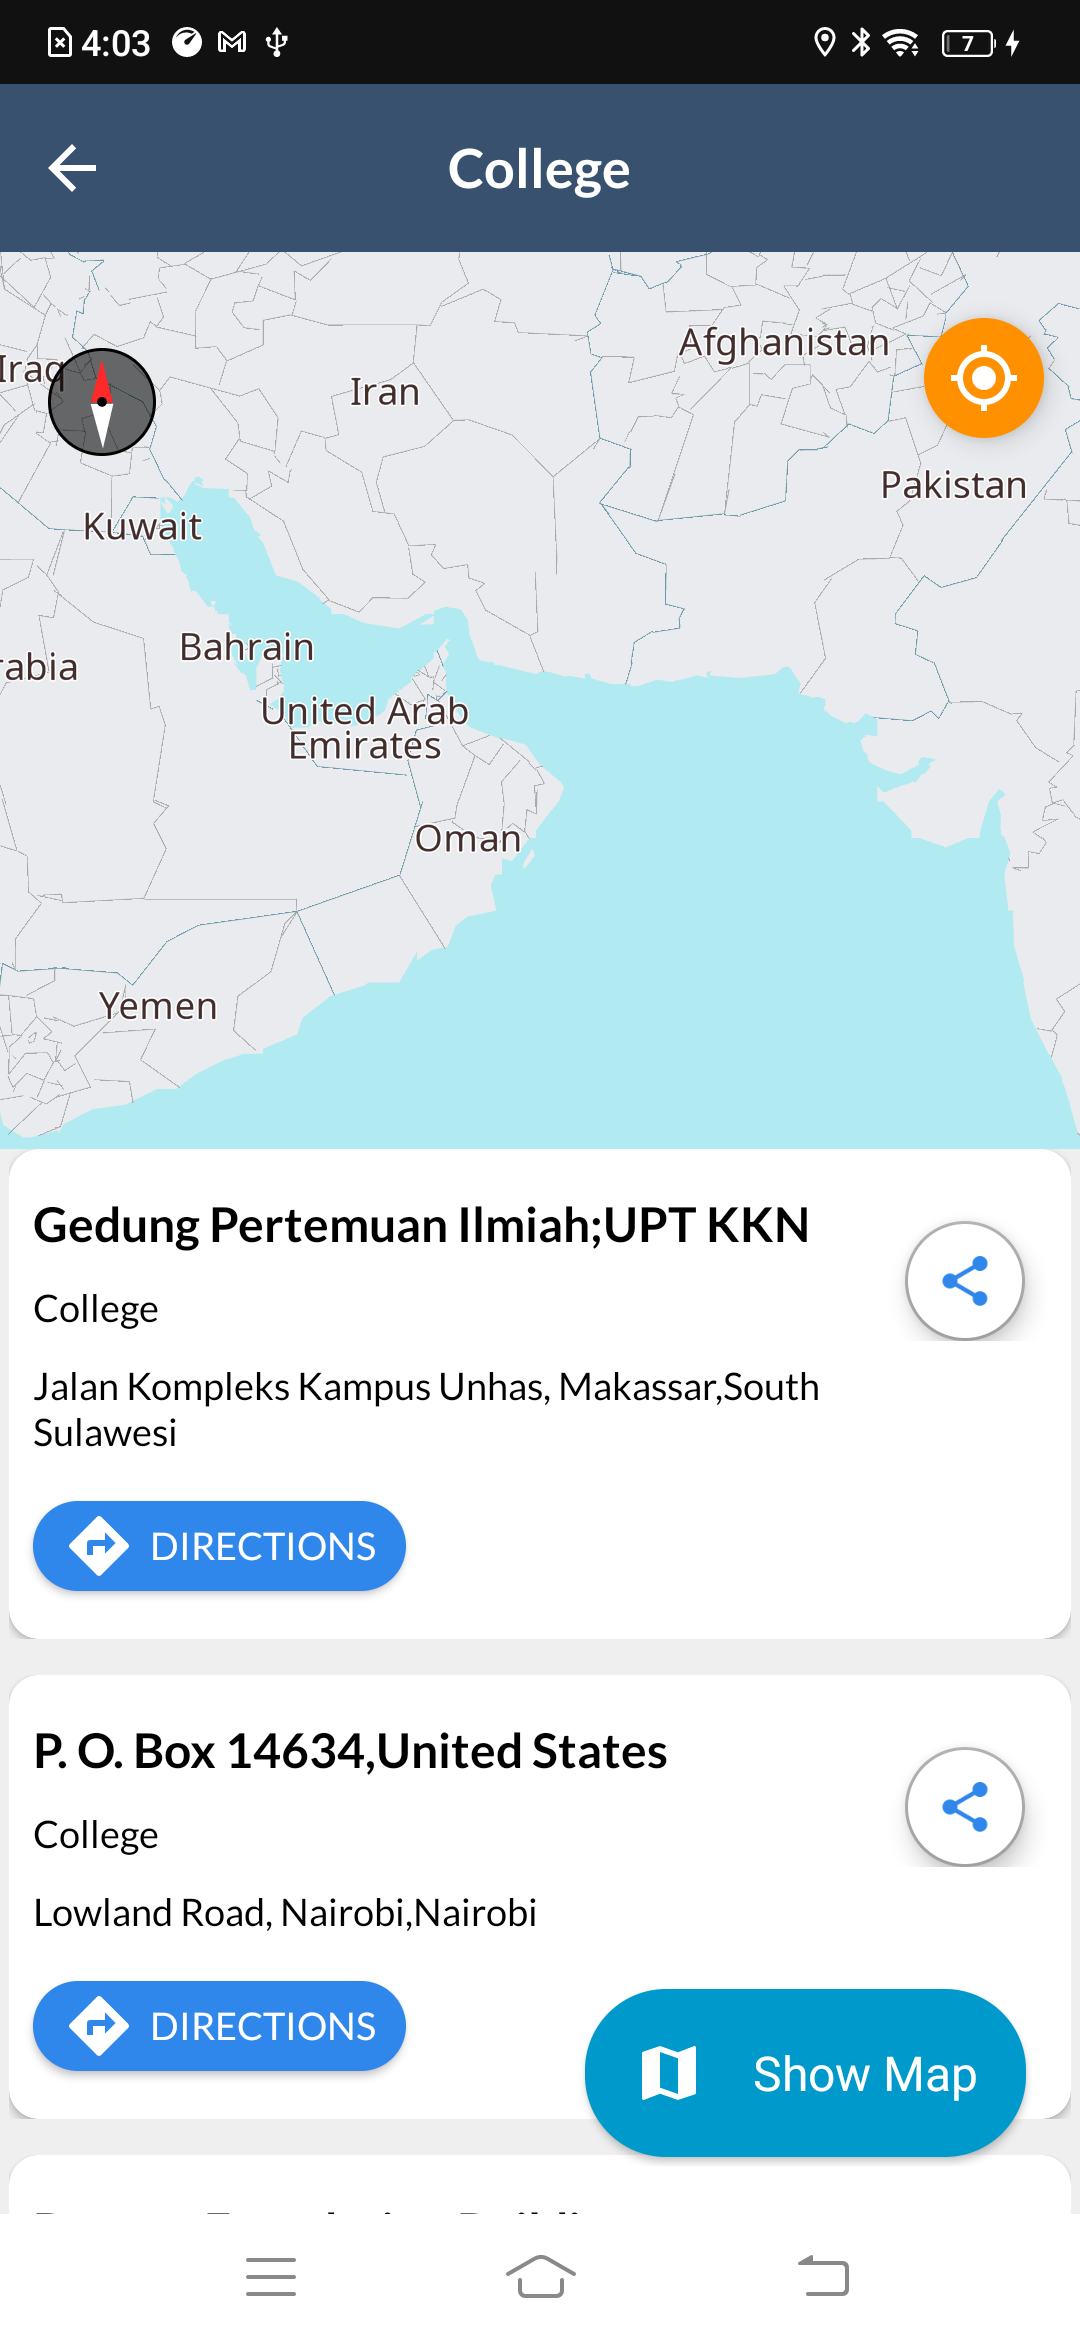 4:03
7
College
Afghanistan
Iraq
Iran
Pakistan
Kuwait
Bahrain
rabia
United Arab
Emirates
Oman
Yemen
Gedung Pertemuan Ilmiah;UPT KKN
College
Jalan Kompleks Kampus Unhas, Makassar,South
Sulawesi
DIRECTIONS
P. O. Box 14634,United States
College
Lowland Road, Nairobi,Nairobi
DIRECTIONS
Show Map